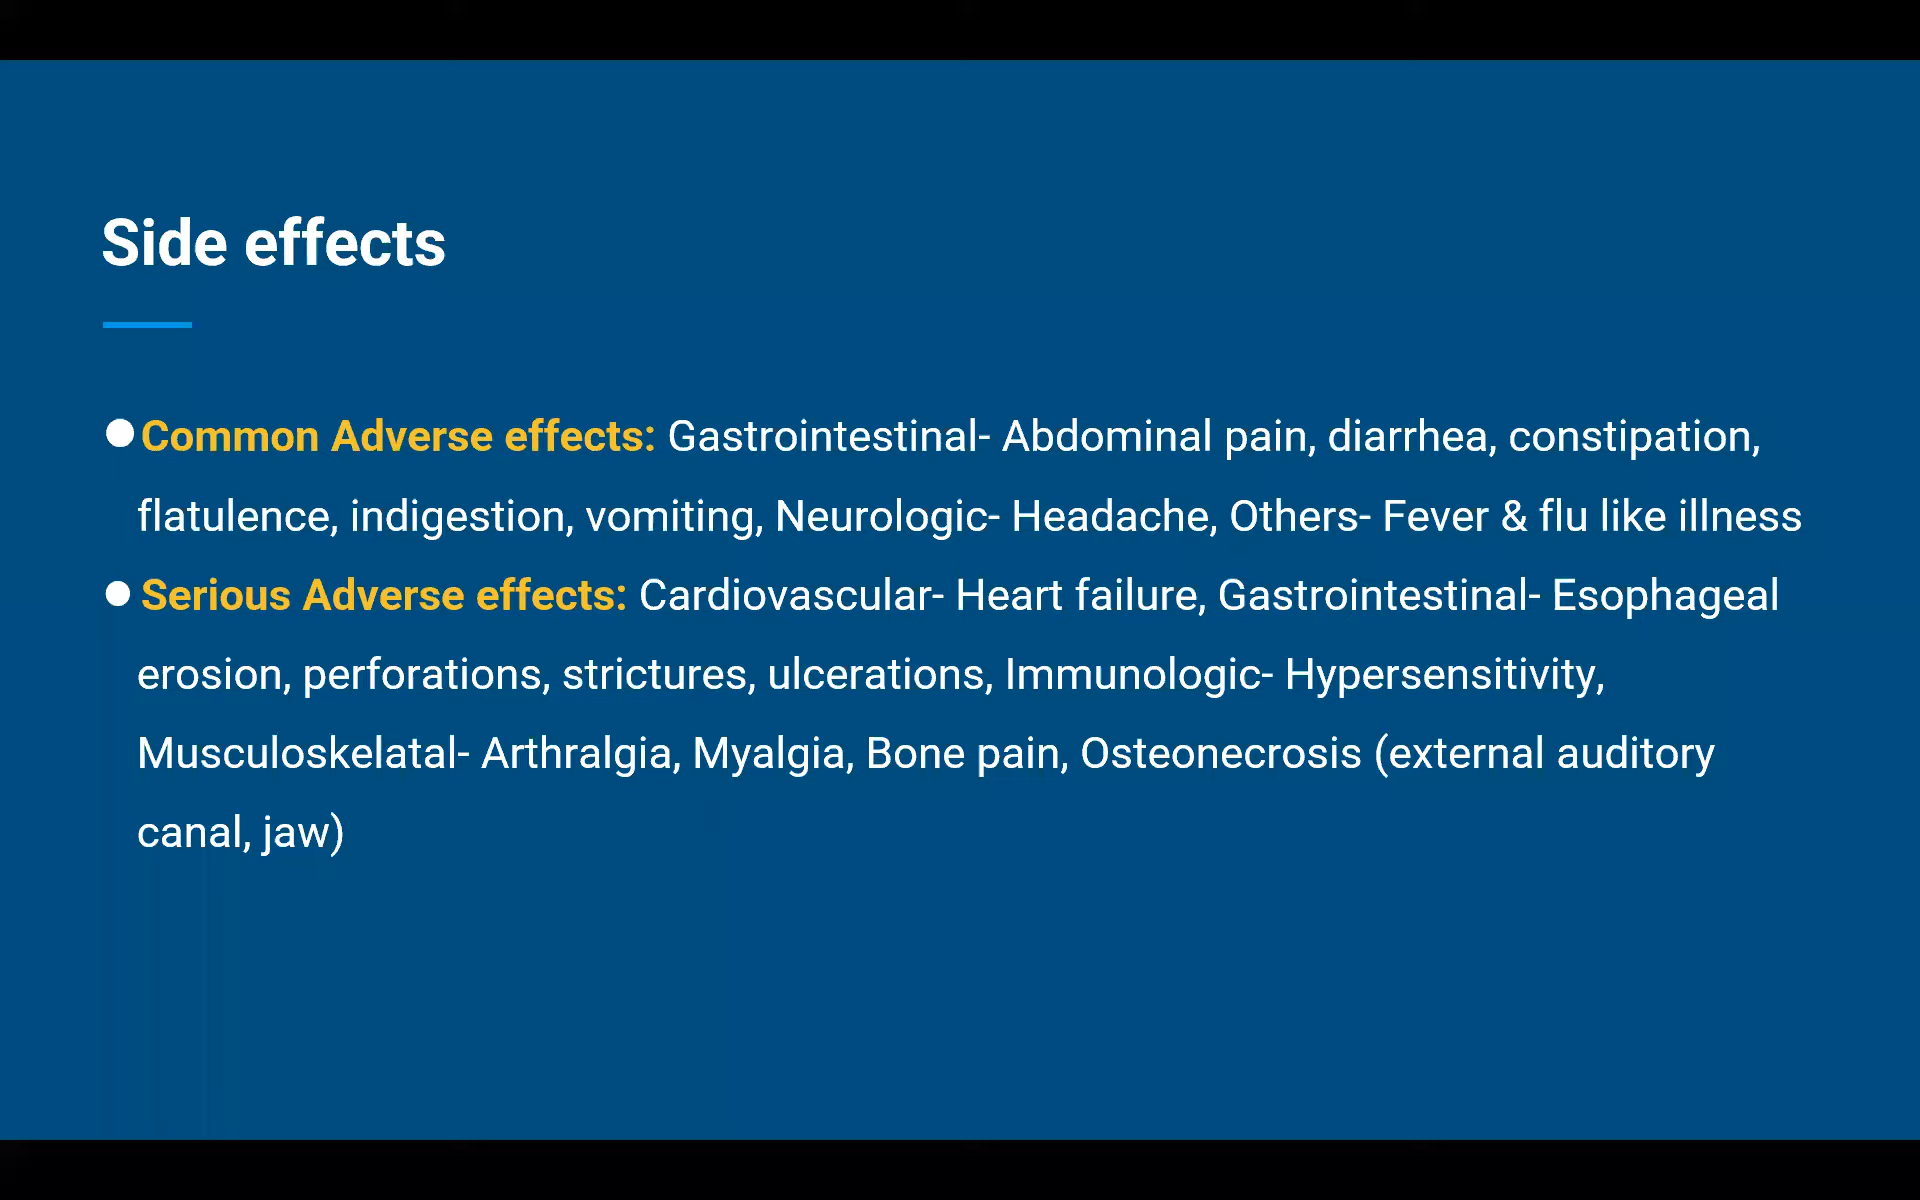 Side effects
●Common Adverse effects: Gastrointestinal- Abdominal pain, diarrhea, constipation,
flatulence, indigestion, vomiting, Neurologic- Headache, Others- Fever & flu like illness
● Serious Adverse effects: Cardiovascular- Heart failure, Gastrointestinal- Esophageal
erosion, perforations, strictures, ulcerations, Immunologic- Hypersensitivity,
Musculoskelatal- Arthralgia, Myalgia, Bone pain, Osteonecrosis (external auditory
canal, jaw)